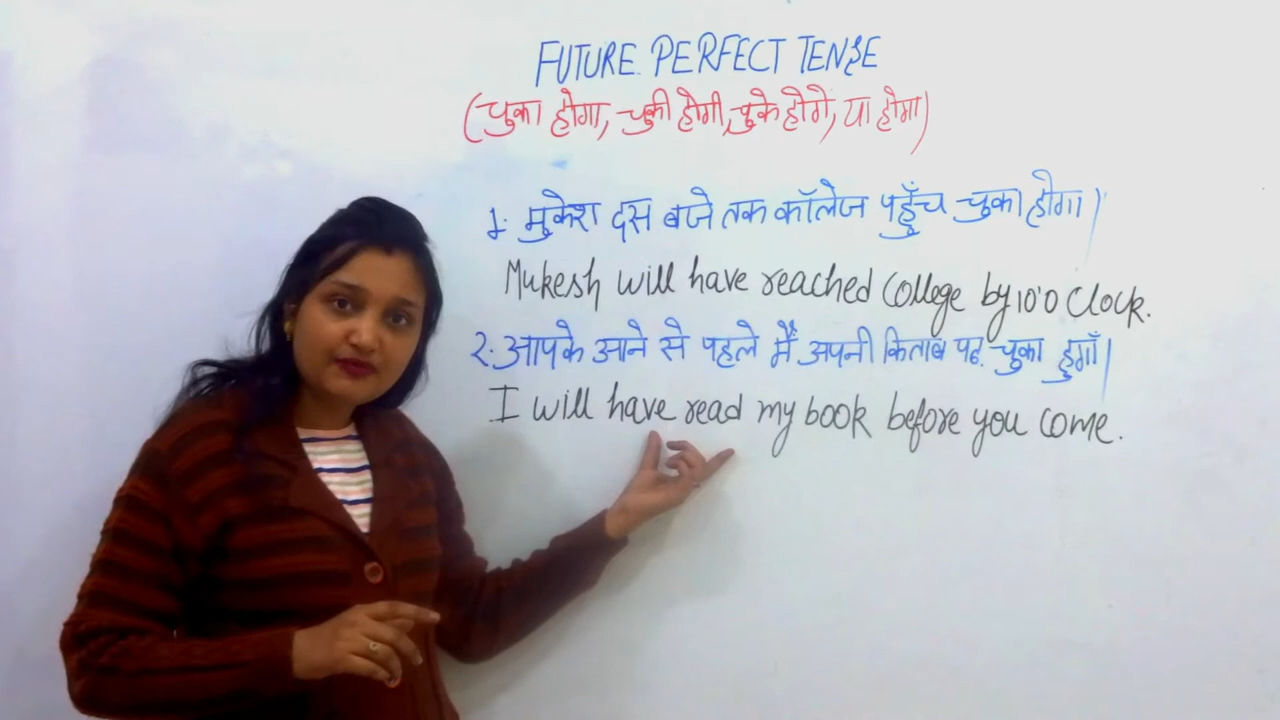 FUTURE PERFECT TENSE
(चुका होगा, चुकी होगी, चुके होगे, या होगा)
1. मुकेश दस बजे तक कॉलेज पहुँच चुका होगा।
Mukesh will have reached College by 10'O Clock.
2. आपके आने से पहले मैं अपनी किताब पढ़ चुका हुगाँ।
I will have read my book before you come.